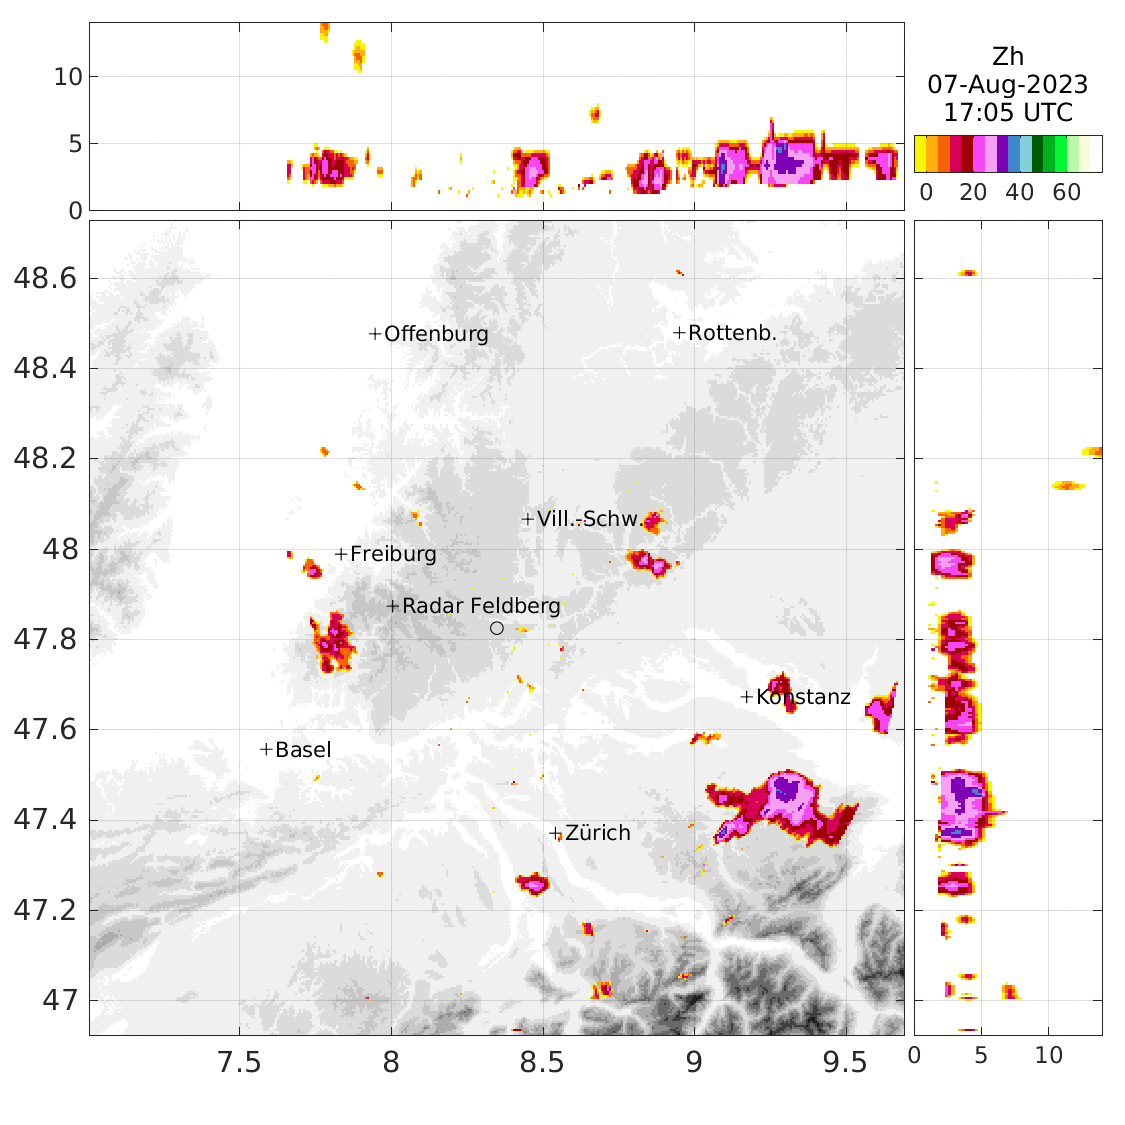 Zh
07-Aug-2023
17:05 UTC
10
5
0
0 20 40 60
48.6
48.4
48.2
48
47.8
47.6
47.4
47.2
47
+Offenburg
+Rottenb.
+Vill.-Schw.
+Freiburg
+Radar Feldberg
+Konstanz
+Basel
+Zürich
7.5 8 8.5 9 9.5
0 5 10